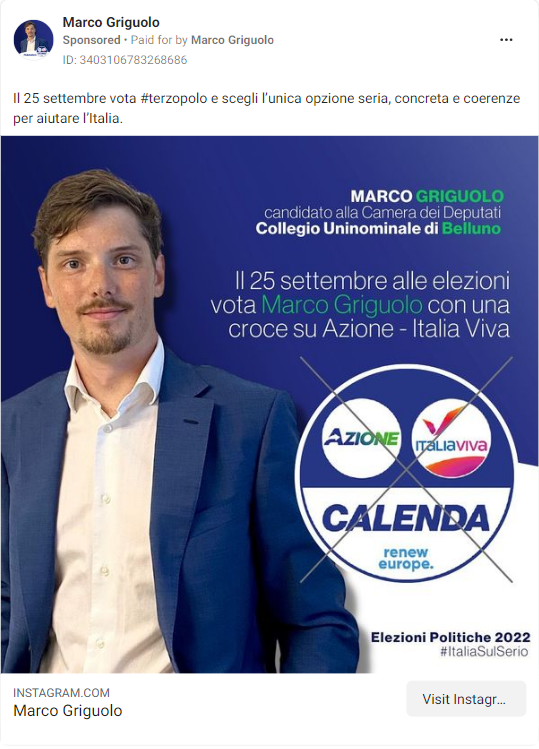 Marco Griguolo
Sponsored • Paid for by Marco Griguolo
ID: 3403106783268686
Il 25 settembre vota #terzopolo e scegli l’unica opzione seria, concreta e coerenze
per aiutare l’Italia.
MARCO GRIGUOLO
candidato alla Camera dei Deputati
Collegio Uninominale di Belluno
Il 25 settembre alle elezioni
vota Marco Griguolo con una
croce su Azione - Italia Viva
AZIONE
ITALIAVIVA
CALENDA
renew
europe.
Elezioni Politiche 2022
#ItaliaSulSerio
INSTAGRAM.COM
Marco Griguolo
Visit Instagr...